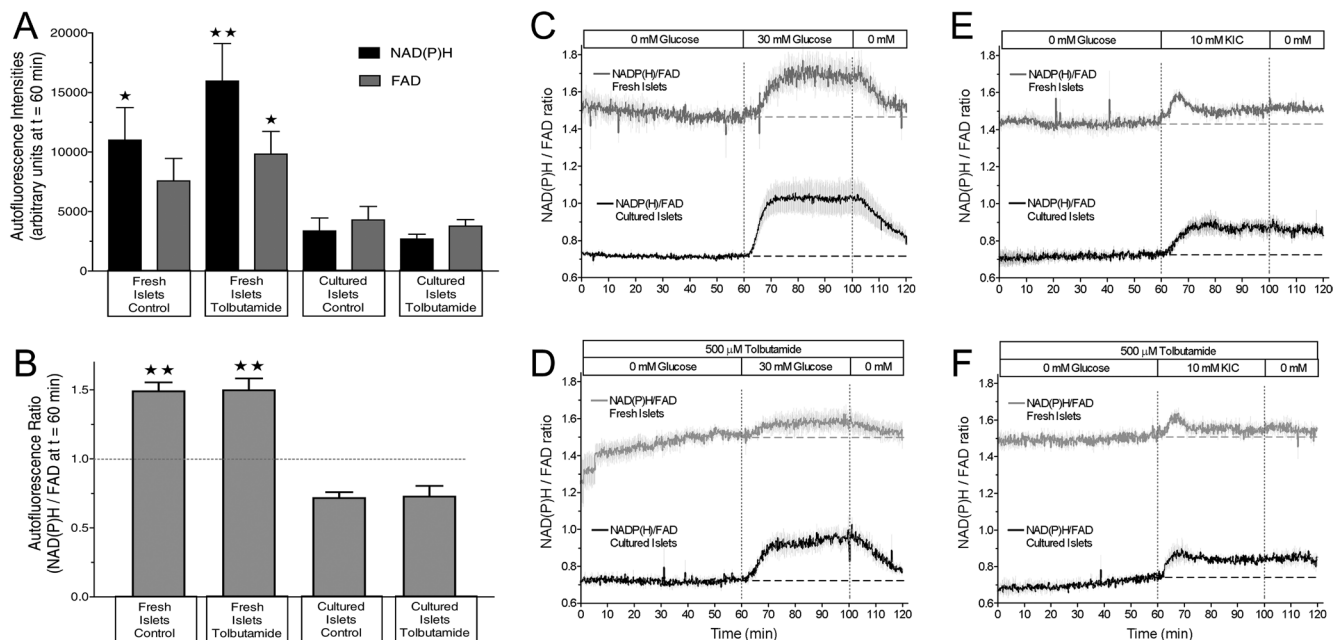 A
Autofluorescence Intensities
(arbitrary units at t = 60 min)
20000
15000
10000
5000
0
NAD(P)H
FAD
Fresh
Islets
Control
Fresh
Islets
Tolbutamide
Cultured
Islets
Control
Cultured
Islets
Tolbutamide
B
Autofluorescence Ratio
(NAD(P)H / FAD at t = 60 min)
1.5
1.0
0.5
0.0
Fresh
Islets
Control
Fresh
Islets
Tolbutamide
Cultured
Islets
Control
Cultured
Islets
Tolbutamide
C
0 mM Glucose 30 mM Glucose 0 mM
NAD(P)H / FAD ratio
1.8
1.6
1.4
1.2
1.0
0.8
0.6
NADP(H)/FAD
Fresh Islets
NADP(H)/FAD
Cultured Islets
0 10 20 30 40 50 60 70 80 90 100 110 120
D
500 µM Tolbutamide
0 mM Glucose 30 mM Glucose 0 mM
NAD(P)H / FAD ratio
1.8
1.6
1.4
1.2
1.0
0.8
0.6
NAD(P)H/FAD
Fresh Islets
NADP(H)/FAD
Cultured Islets
0 10 20 30 40 50 60 70 80 90 100 110 120
Time (min)
E
0 mM Glucose 10 mM KIC 0 mM
NAD(P)H / FAD ratio
1.8
1.6
1.4
1.2
1.0
0.8
0.6
NADP(H)/FAD
Fresh Islets
NADP(H)/FAD
Cultured Islets
0 10 20 30 40 50 60 70 80 90 100 110 120
F
500 µM Tolbutamide
0 mM Glucose 10 mM KIC 0 mM
NAD(P)H / FAD ratio
1.8
1.6
1.4
1.2
1.0
0.8
0.6
NAD(P)H/FAD
Fresh Islets
NAD(P)H/FAD
Cultured Islets
0 10 20 30 40 50 60 70 80 90 100 110 120
Time (min)